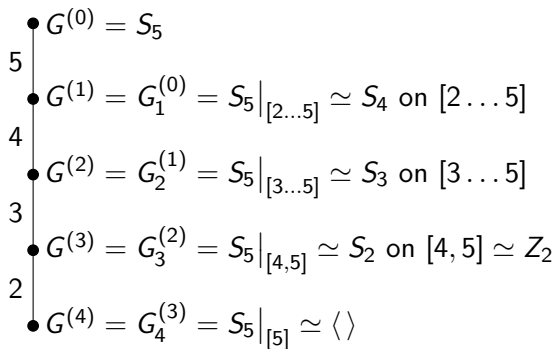 G^{(0)} = S_5
5
G^{(1)} = G_1^{(0)} = S_5|_{[2...5]} ≃ S_4 on [2 … 5]
4
G^{(2)} = G_2^{(1)} = S_5|_{[3...5]} ≃ S_3 on [3 … 5]
3
G^{(3)} = G_3^{(2)} = S_5|_{[4,5]} ≃ S_2 on [4, 5] ≃ Z_2
2
G^{(4)} = G_4^{(3)} = S_5|_{[5]} ≃ ⟨ ⟩